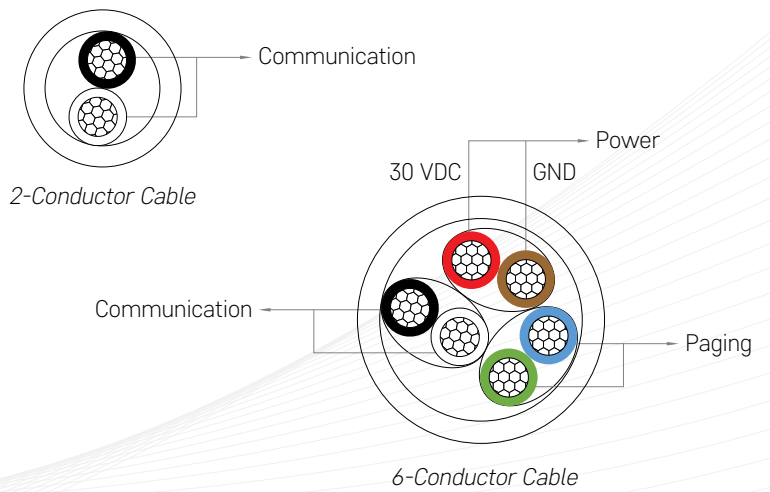 Communication
2-Conductor Cable
Power
30 VDC
GND
Communication
Paging
6-Conductor Cable